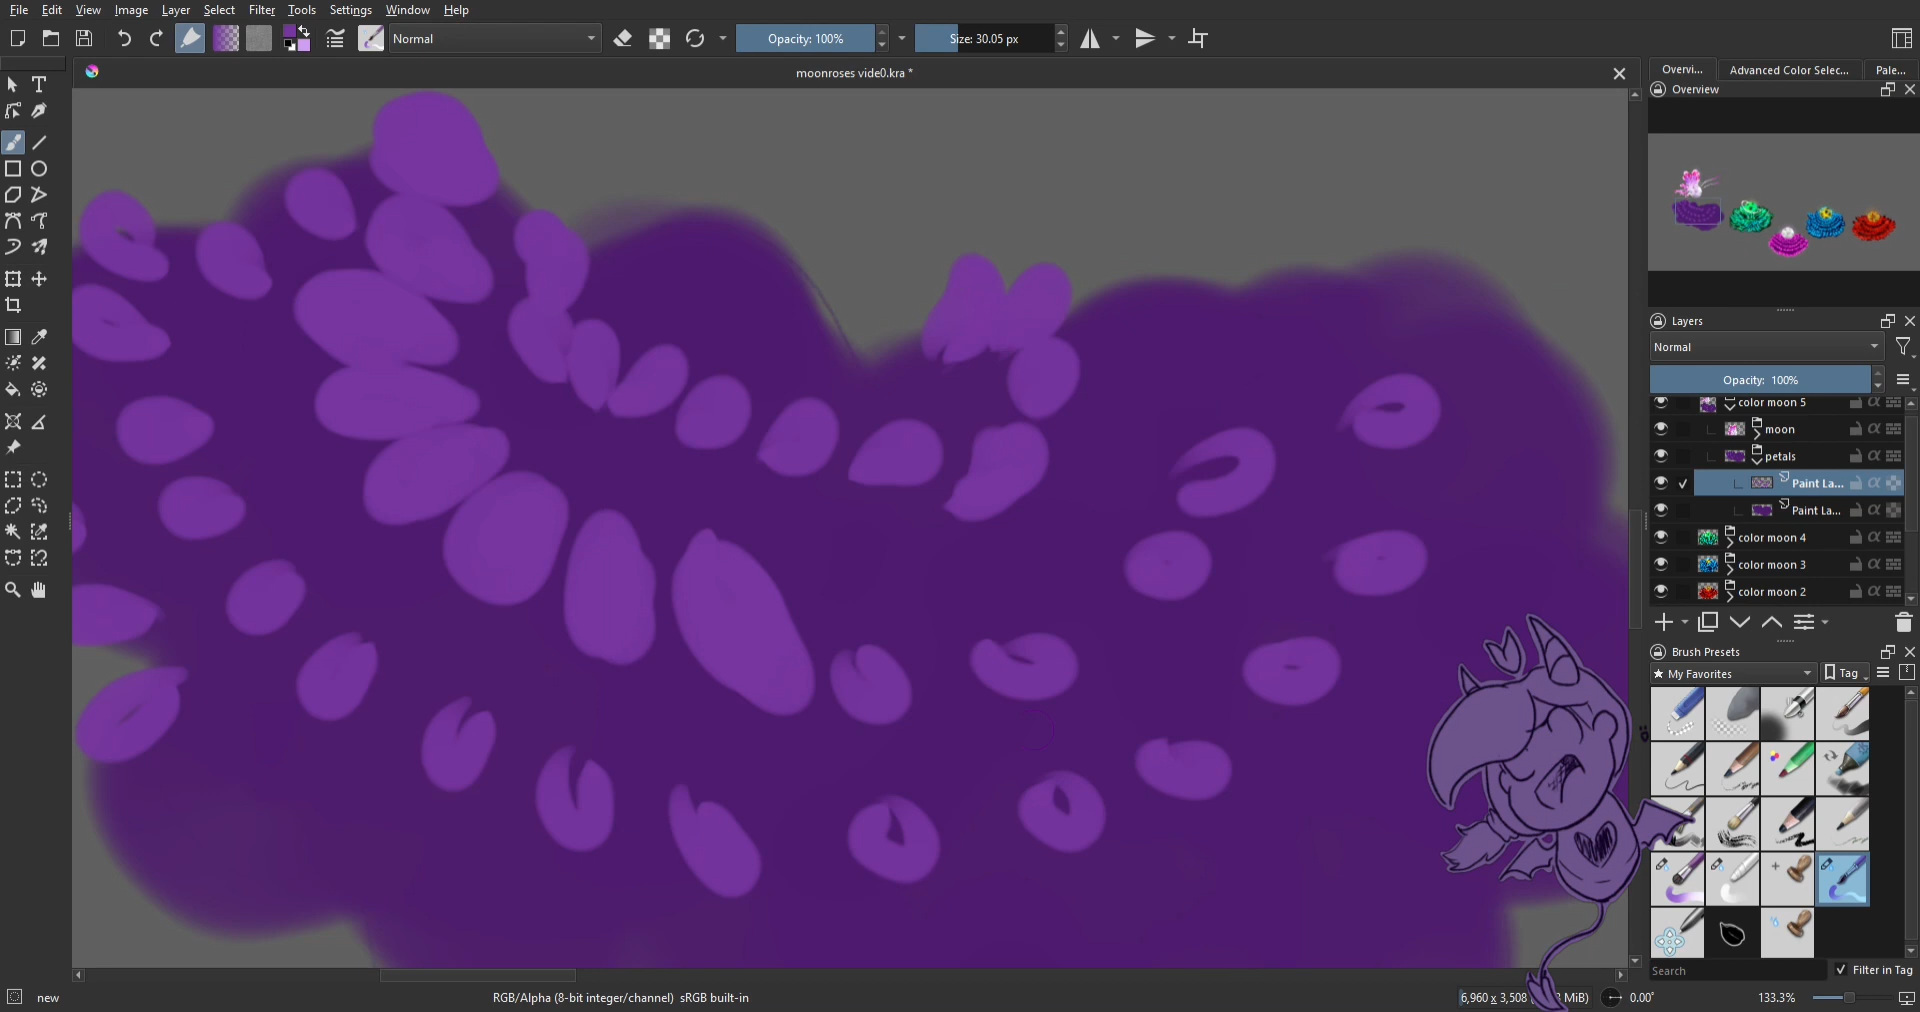 File Edit View Image Layer Filter Tools Settings Window Help
Normal Opacity: 100% Size: 30.05 px
moonroses vide0.kra *
Overvi... Advanced Color Selec... Pale...
Overview
Layers
Normal
Opacity: 100%
color moon 5
moon
petals
Paint La...
Paint La...
color moon 4
color moon 3
color moon 2
Brush Presets
★ My Favorites Tag
Search Filter in Tag
new RGB/Alpha (8-bit integer/channel) sRGB built-in 6,960 x 3,508 MiB) 0.00° 133.3%